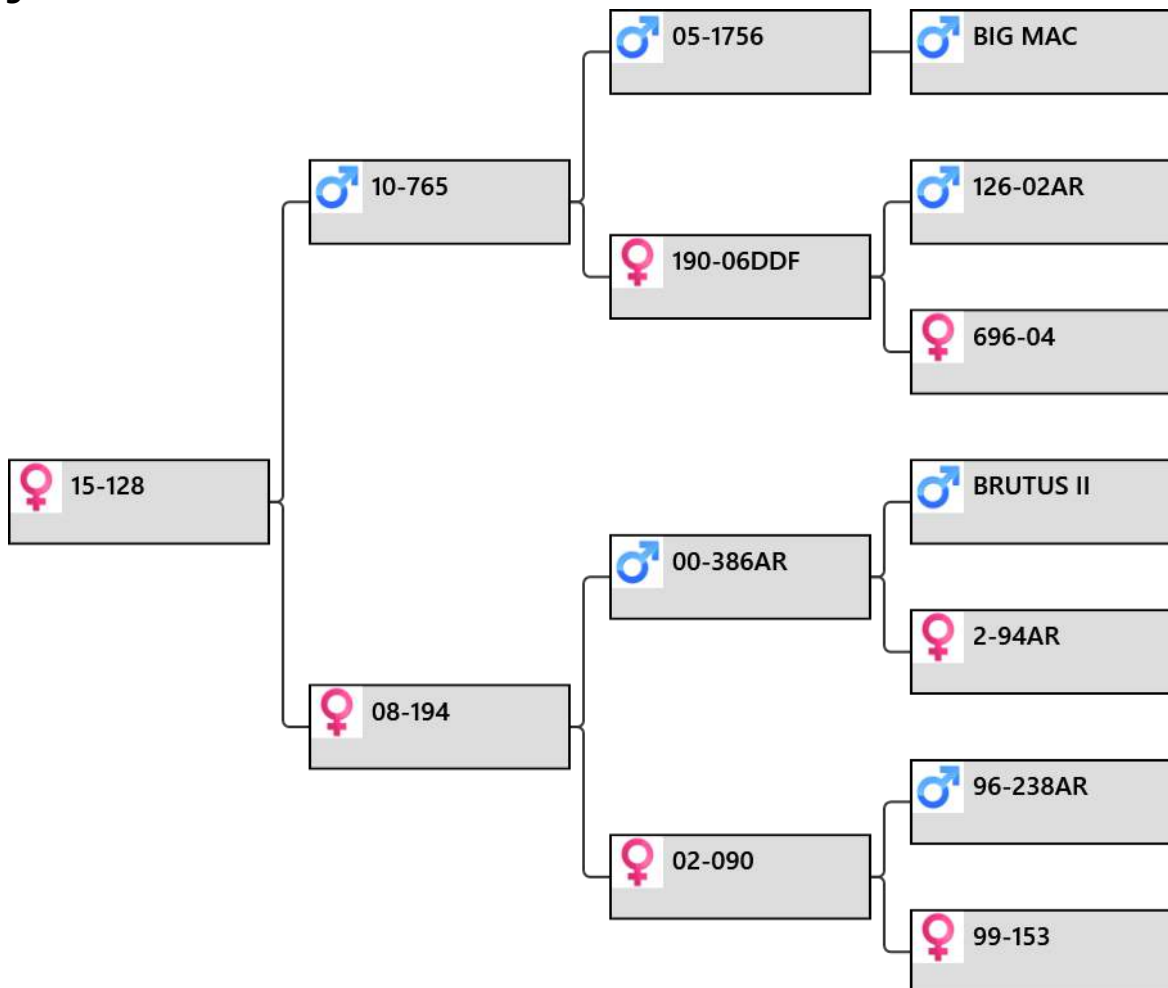 05-1756
BIG MAC
10-765
126-02AR
190-06DDF
696-04
15-128
BRUTUS II
00-386AR
2-94AR
08-194
96-238AR
02-090
99-153